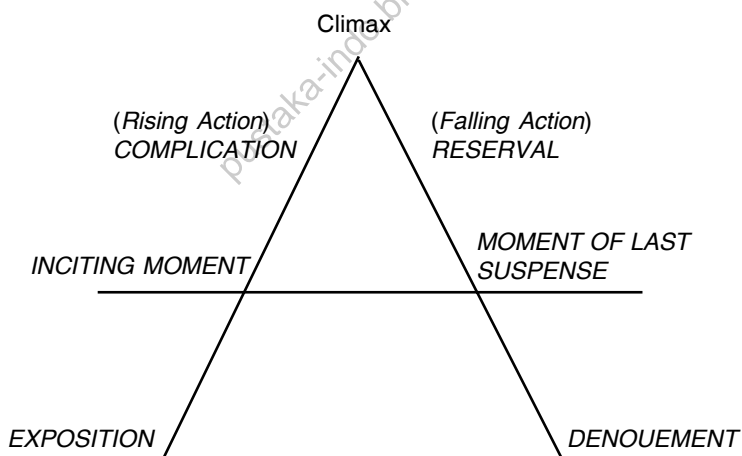 Climax
(Rising Action)
COMPLICATION
(Falling Action)
RESERVAL
INCITING MOMENT
MOMENT OF LAST
SUSPENSE
EXPOSITION
DENOUEMENT